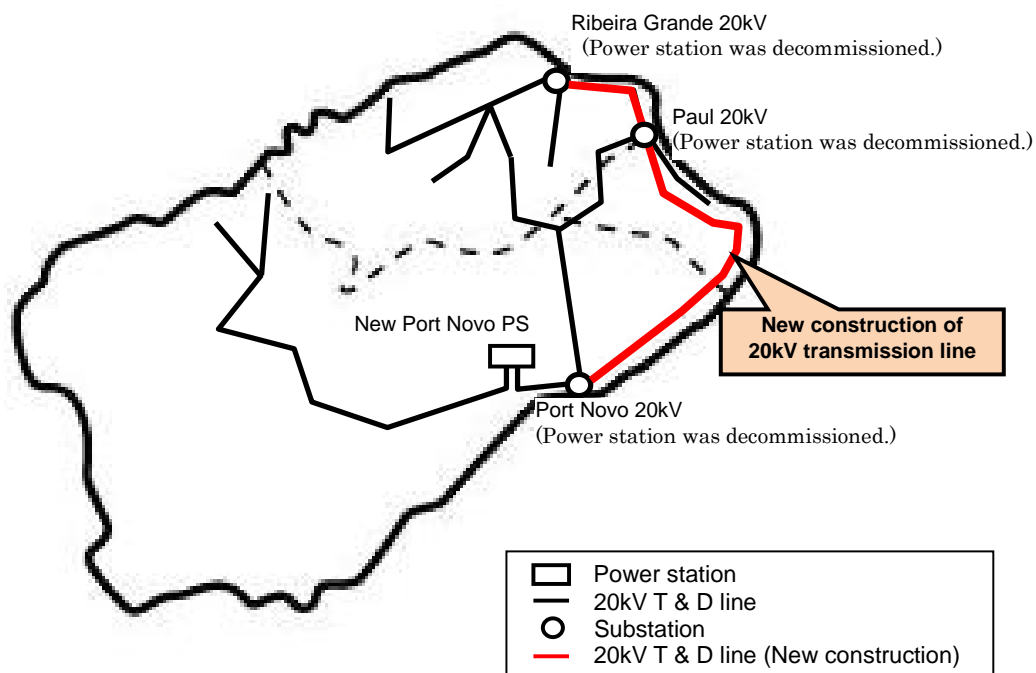 Ribeira Grande 20kV
(Power station was decommissioned.)
Paul 20kV
(Power station was decommissioned.)
New Port Novo PS
New construction of
20kV transmission line
Port Novo 20kV
(Power station was decommissioned.)
Power station
20kV T & D line
Substation
20kV T & D line (New construction)